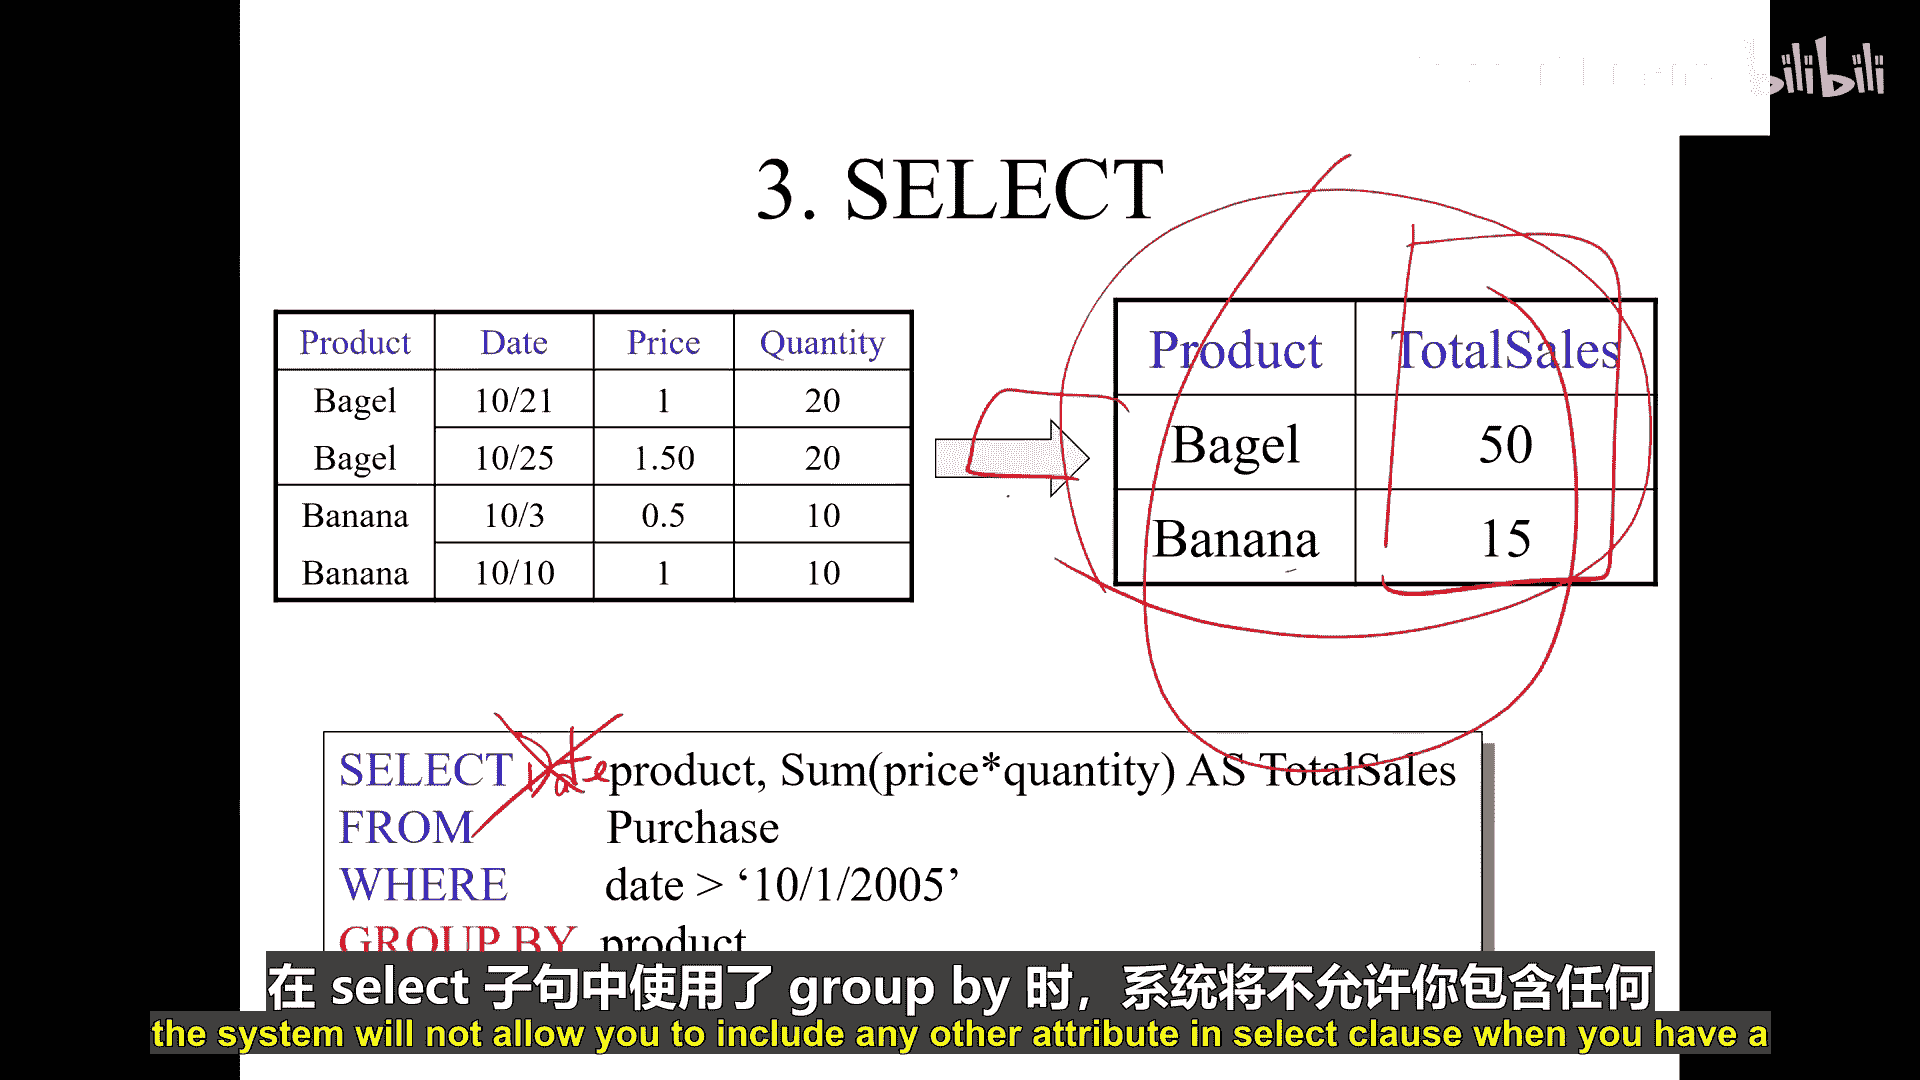 bilibili
3. SELECT
Product Date Price Quantity
Bagel 10/21 1 20
Bagel 10/25 1.50 20
Banana 10/3 0.5 10
Banana 10/10 1 10
Product TotalSales
Bagel 50
Banana 15
SELECT Date product, Sum(price*quantity) AS TotalSales
FROM Purchase
WHERE date > ‘10/1/2005’
GROUP BY product
在 select 子句中使用了 group by 时，系统将不允许你包含任何
the system will not allow you to include any other attribute in select clause when you have a